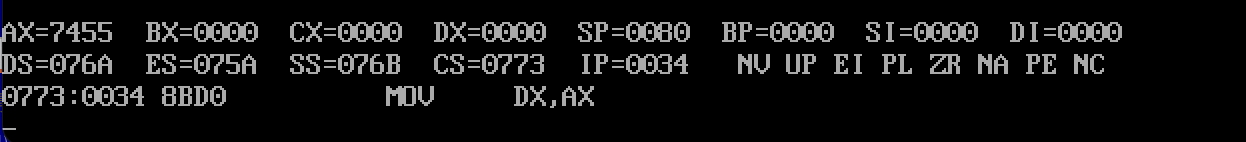 AX=7455  BX=0000  CX=0000  DX=0000  SP=0080  BP=0000  SI=0000  DI=0000
DS=076A  ES=075A  SS=076B  CS=0773  IP=0034   NV UP EI PL ZR NA PE NC
0773:0034 8BD0          MOV     DX,AX
_